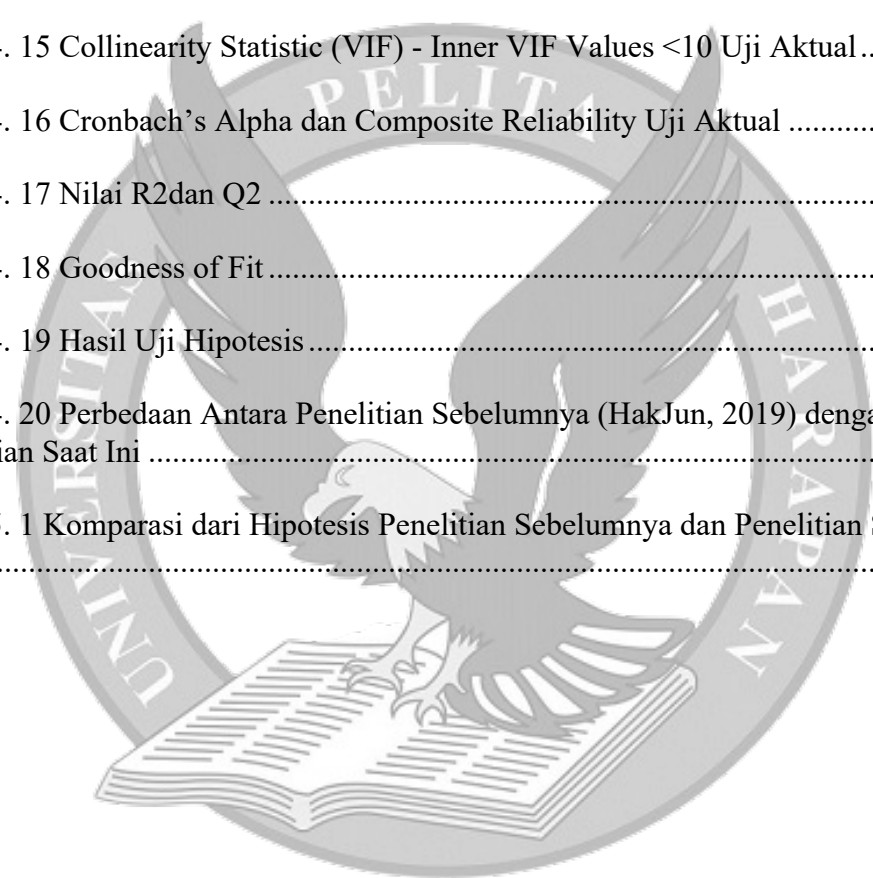 . 15 Collinearity Statistic (VIF) - Inner VIF Values <10 Uji Aktual ..
. 16 Cronbach’s Alpha dan Composite Reliability Uji Aktual ...........
. 17 Nilai R2dan Q2 ...........................................................................
. 18 Goodness of Fit ...........................................................................
. 19 Hasil Uji Hipotesis ......................................................................
. 20 Perbedaan Antara Penelitian Sebelumnya (HakJun, 2019) denga
ian Saat Ini ..........................................................................................
. 1 Komparasi dari Hipotesis Penelitian Sebelumnya dan Penelitian S
.............................................................................................................
UNIVERSITAS PELITA HARAPAN